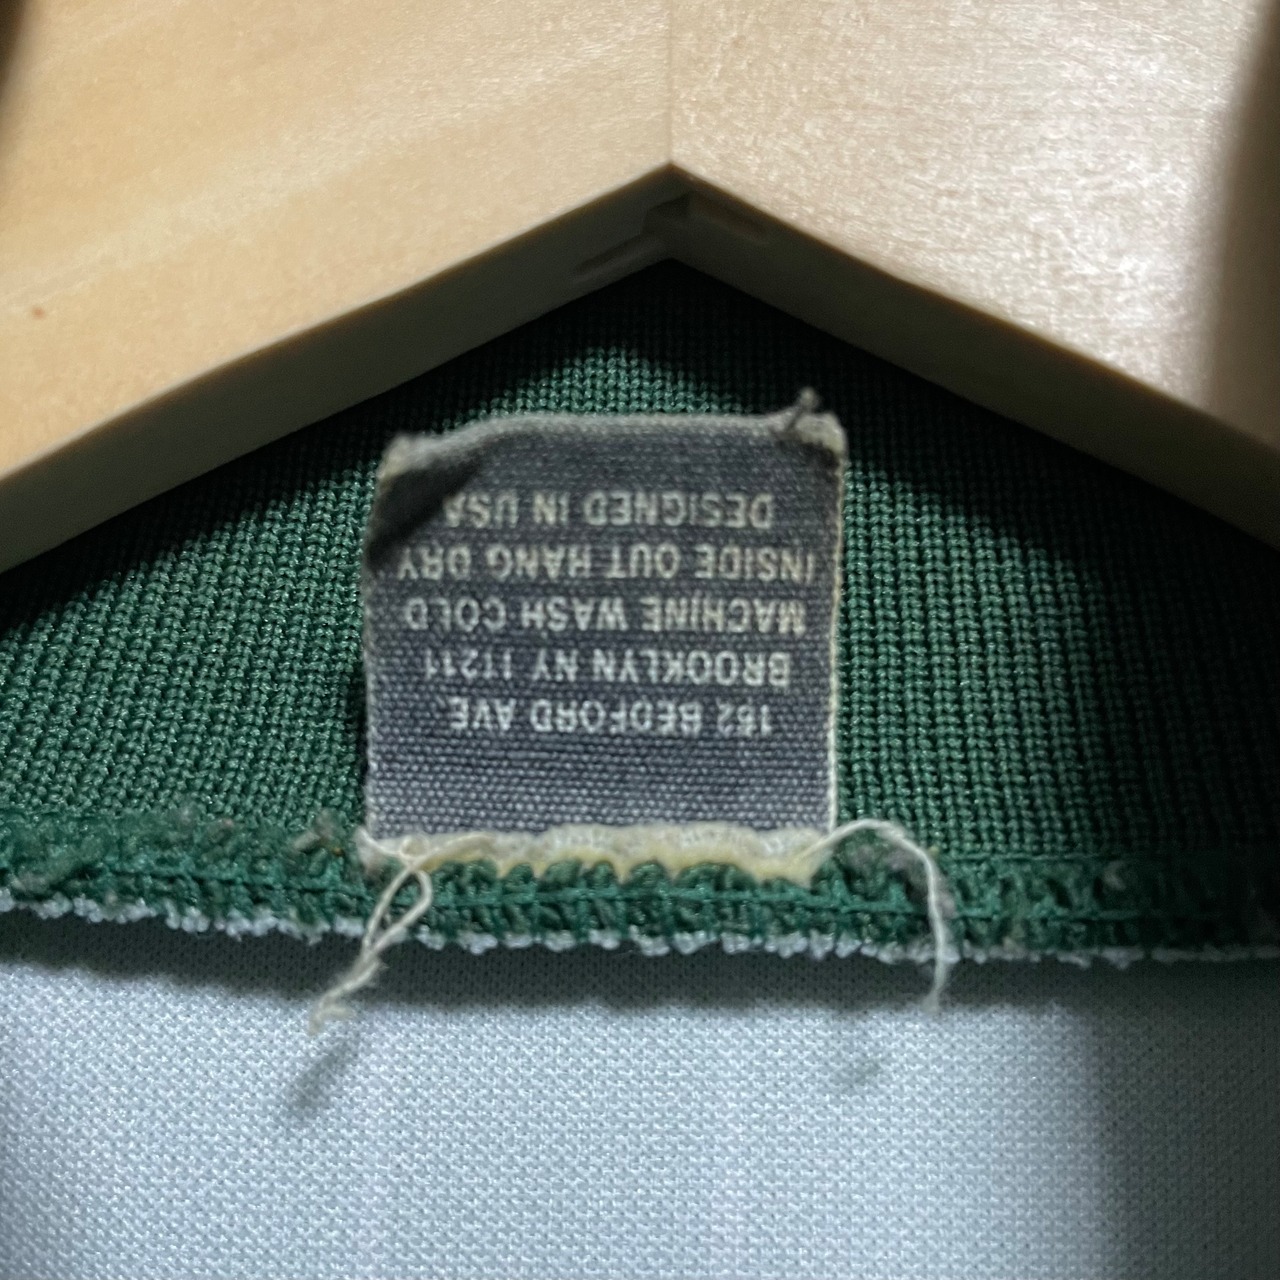 152 BEDFORD AVE.
BROOKLYN NY 11211
MACHINE WASH COLD
INSIDE OUT HANG DRY
DESIGNED IN USA